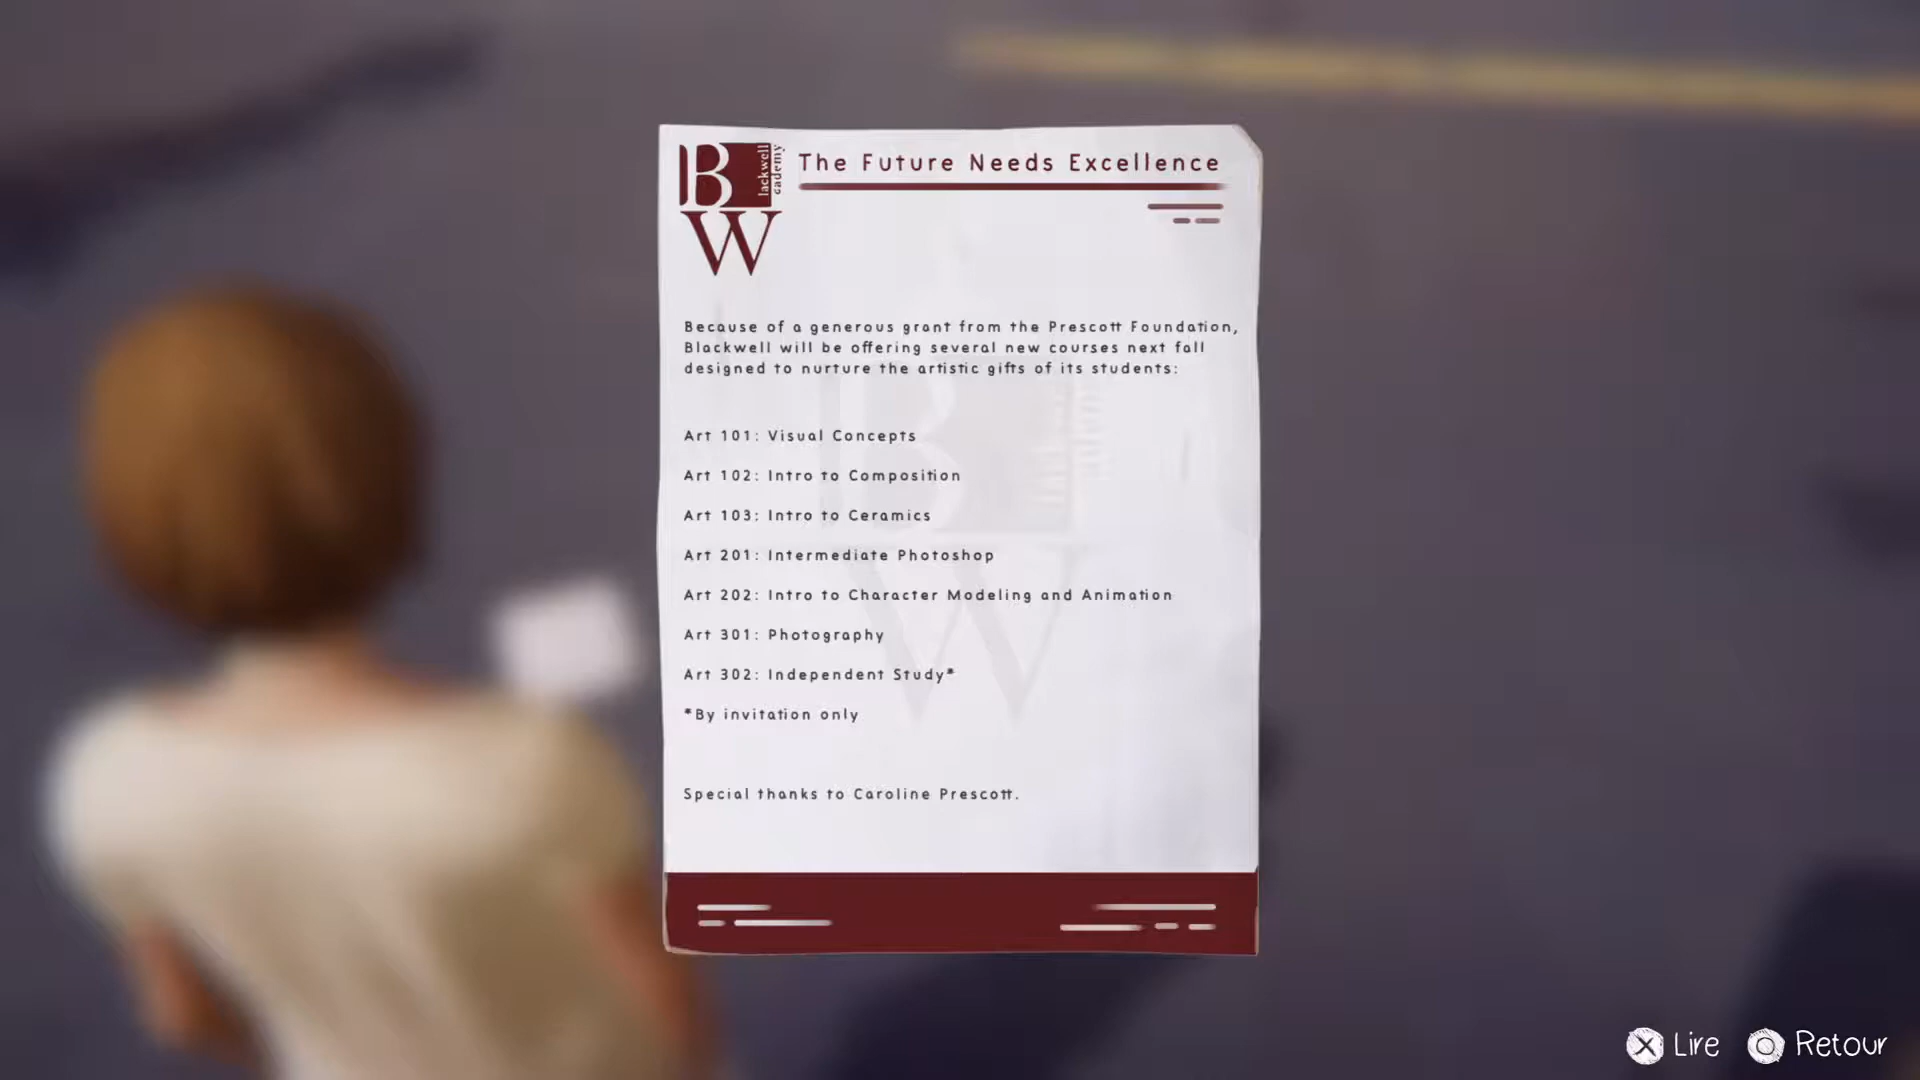 B
lackwell
cademy
W
The Future Needs Excellence
Because of a generous grant from the Prescott Foundation,
Blackwell will be offering several new courses next fall
designed to nurture the artistic gifts of its students:
Art 101: Visual Concepts
Art 102: Intro to Composition
Art 103: Intro to Ceramics
Art 201: Intermediate Photoshop
Art 202: Intro to Character Modeling and Animation
Art 301: Photography
Art 302: Independent Study*
*By invitation only
Special thanks to Caroline Prescott.
Lire
Retour